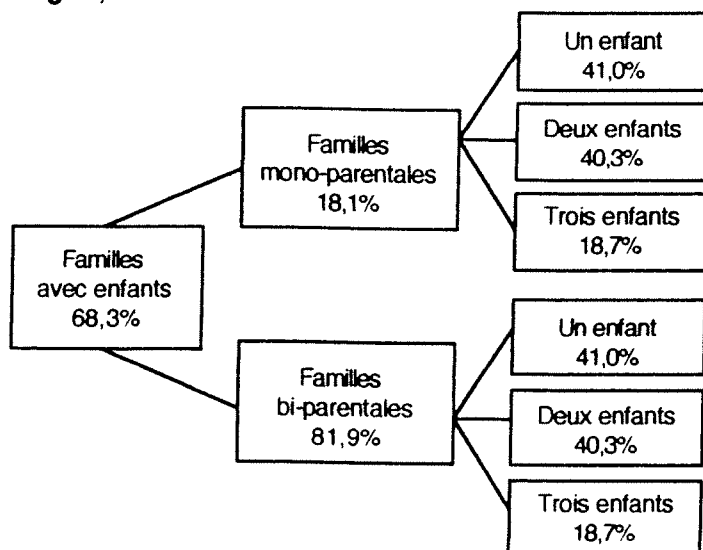 Un enfant
41,0%
Familles
mono-parentales
18,1%
Deux enfants
40,3%
Trois enfants
18,7%
Familles
avec enfants
68,3%
Un enfant
41,0%
Familles
bi-parentales
81,9%
Deux enfants
40,3%
Trois enfants
18,7%